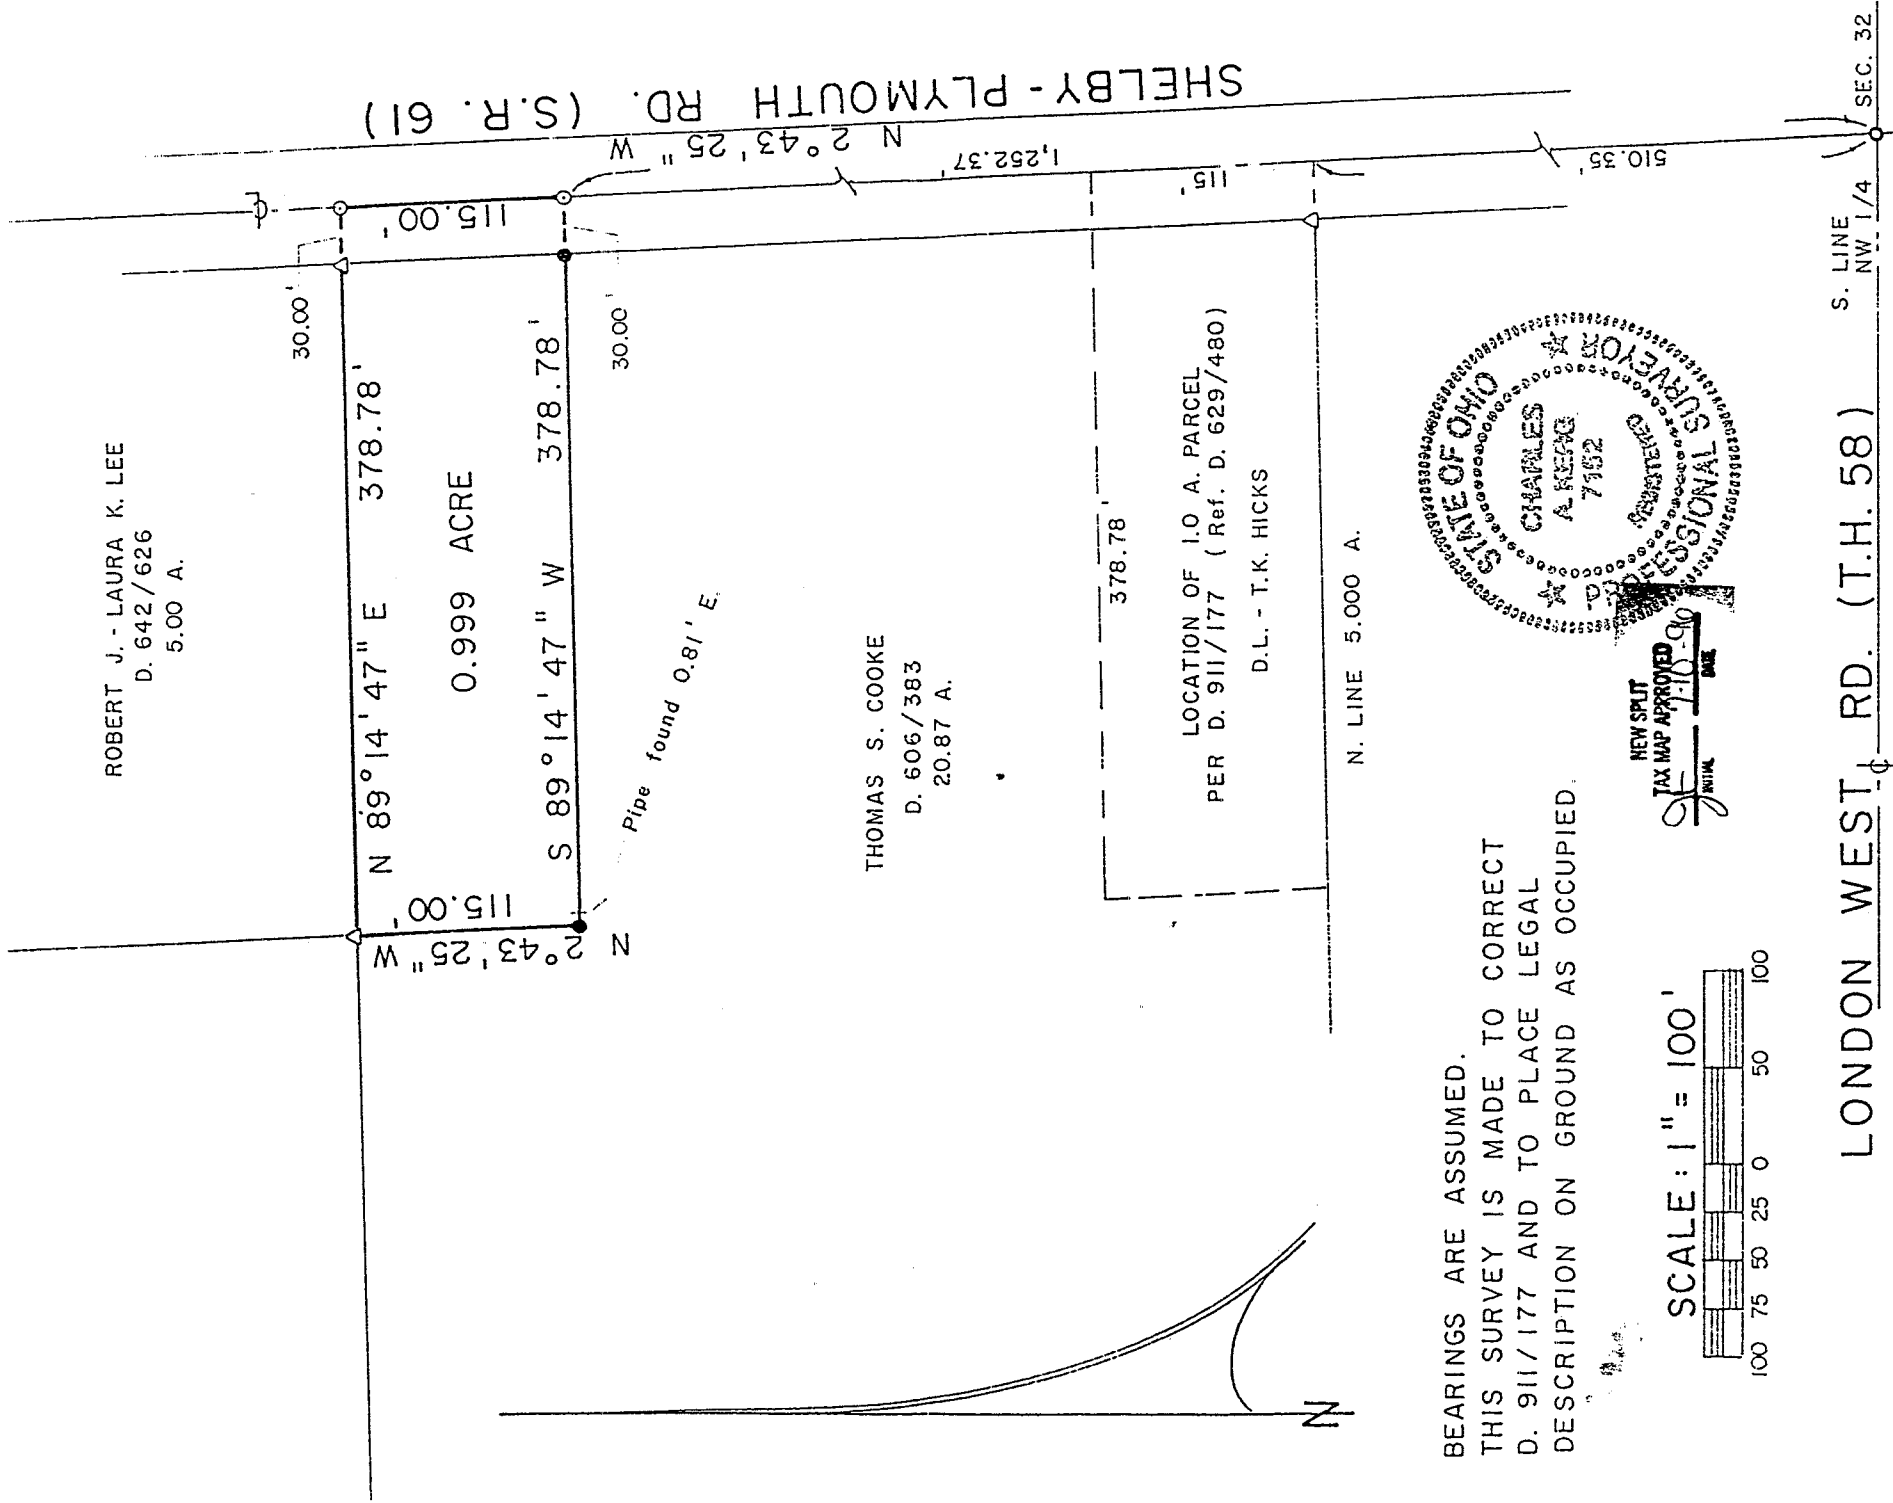 SHELBY - PLYMOUTH RD. (S.R. 61)
N 2°43'25" W
ROBERT J. - LAURA K. LEE
D. 642/626
5.00 A.
30.00'
115.00'
N 89°14'47" E 378.78'
0.999 ACRE
S 89°14'47" W 378.78'
30.00'
115.00'
N 2°43'25" W
Pipe found 0.81' E.
1,252.37'
115'
510.35'
THOMAS S. COOKE
D. 606/383
20.87 A.
378.78'
LOCATION OF 1.0 A. PARCEL
PER D. 911/177 (Ref. D. 629/480)
D.L. - T.K. HICKS
N. LINE 5.000 A.
S. LINE
NW 1/4 SEC. 32
STATE OF OHIO
CHARLES
7152
REGISTERED
PROFESSIONAL SURVEYOR
NEW SPLIT
TAX MAP APPROVED
INITIAL DATE
BEARINGS ARE ASSUMED.
THIS SURVEY IS MADE TO CORRECT
D. 911/177 AND TO PLACE LEGAL
DESCRIPTION ON GROUND AS OCCUPIED.
SCALE: 1" = 100'
100 75 50 25 0 50 100
N
LONDON WEST RD. (T.H. 58)